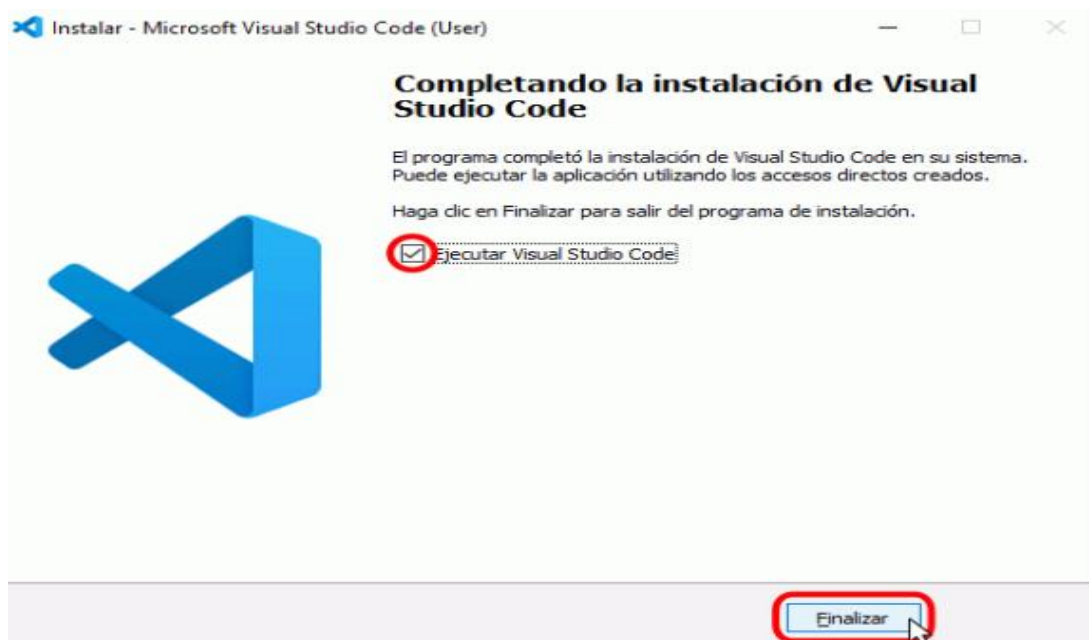 Instalar - Microsoft Visual Studio Code (User)
Completando la instalación de Visual
Studio Code
El programa completó la instalación de Visual Studio Code en su sistema.
Puede ejecutar la aplicación utilizando los accesos directos creados.
Haga clic en Finalizar para salir del programa de instalación.
Ejecutar Visual Studio Code
Finalizar